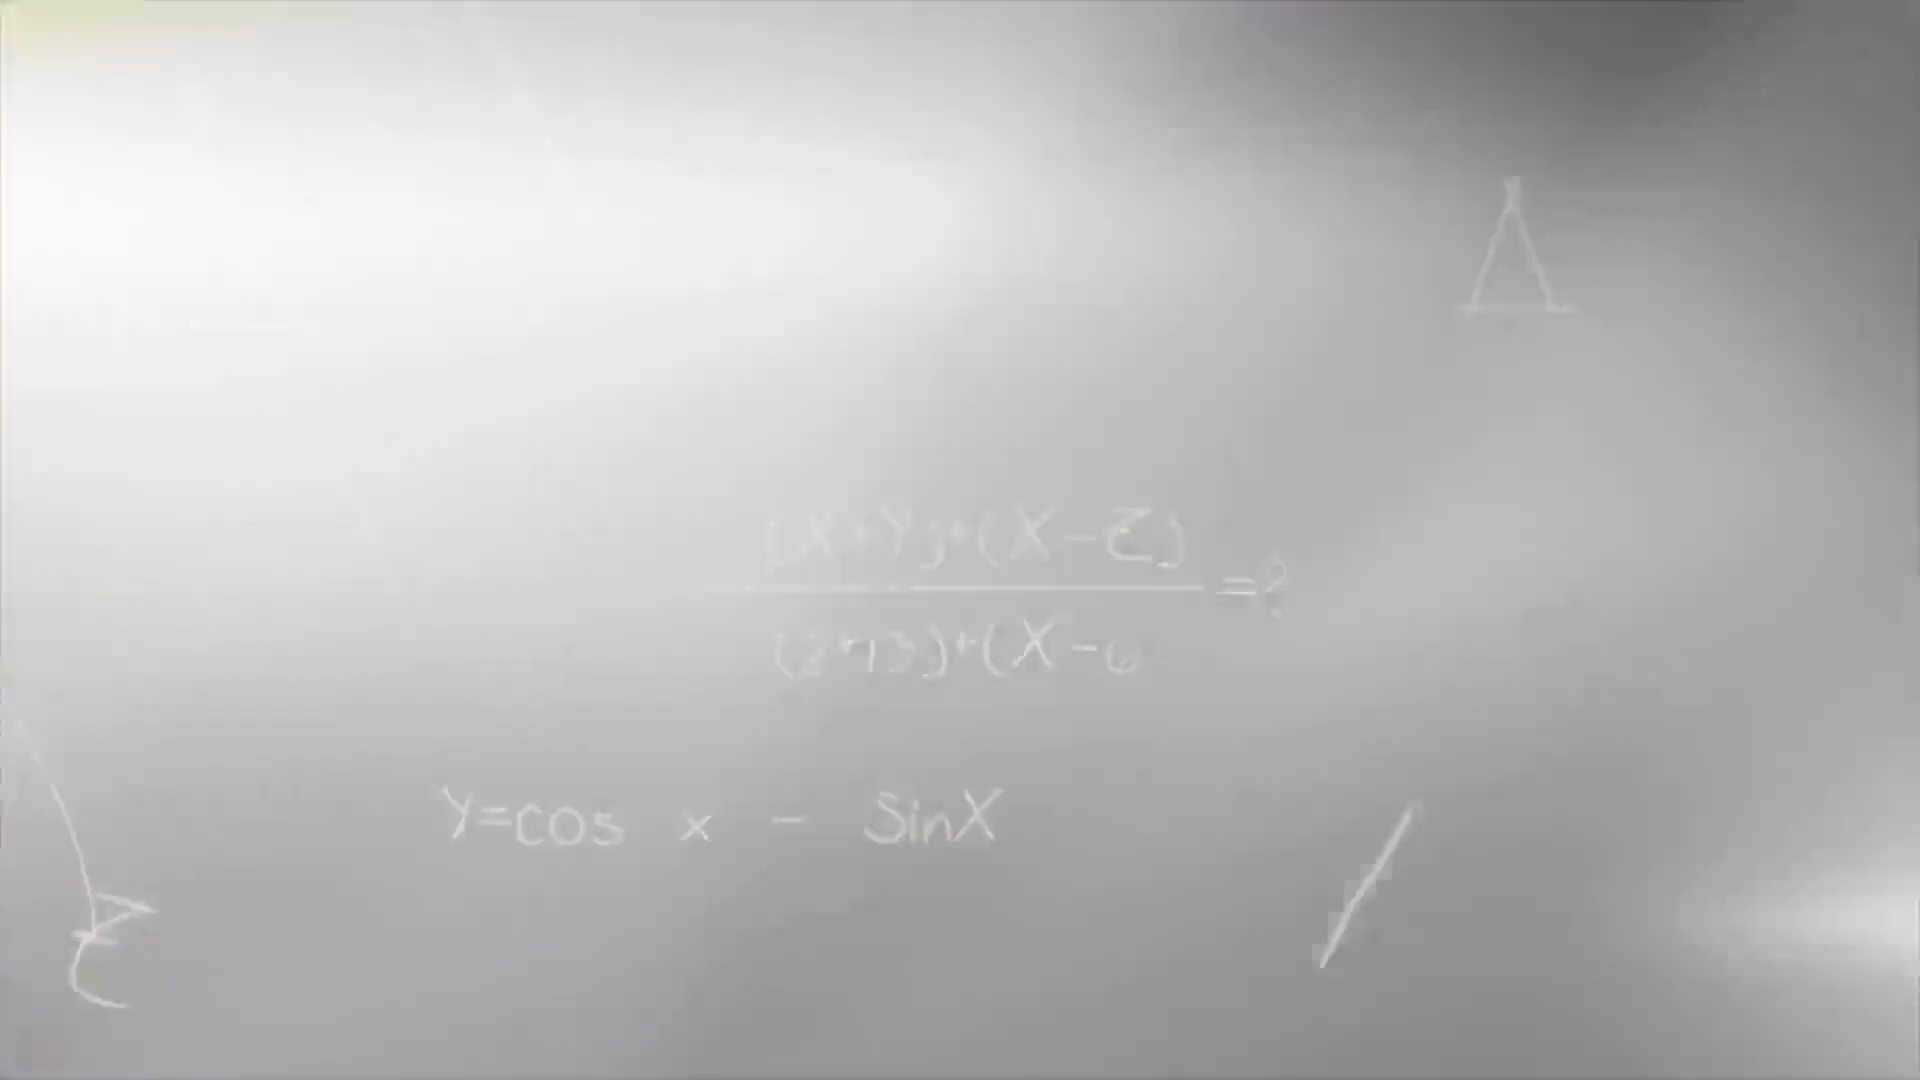 (X+Y)+(X-Z)
=?
(2+13)+(X-6
Y=cos x - SinX